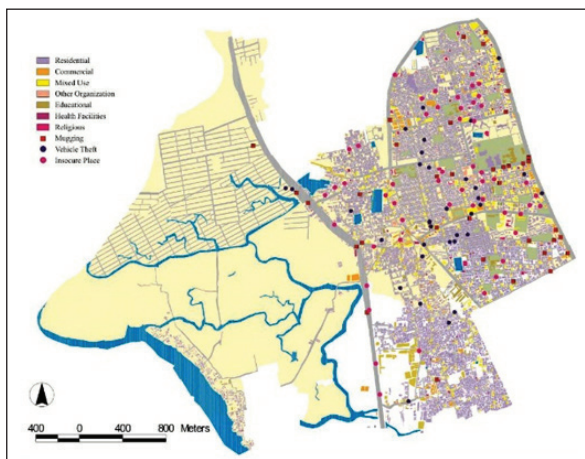 Residential
Commercial
Mixed Use
Other Organization
Educational
Health Facilities
Religious
Mugging
Vehicle Theft
Insecure Place
400 0 400 800 Meters